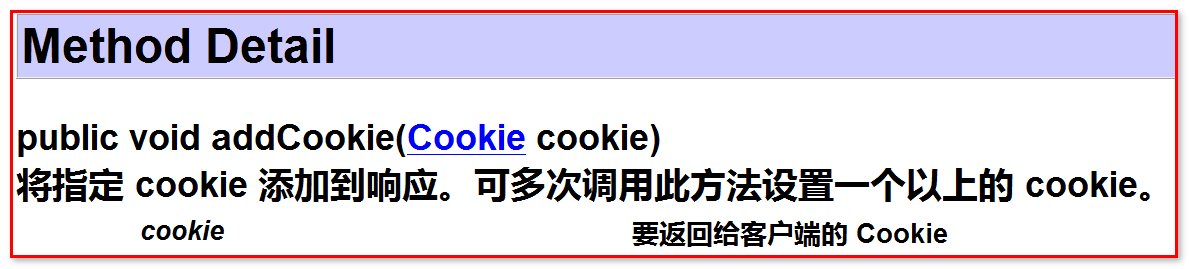 Method Detail
public void addCookie(Cookie cookie)
将指定 cookie 添加到响应。可多次调用此方法设置一个以上的 cookie。
cookie 要返回给客户端的 Cookie